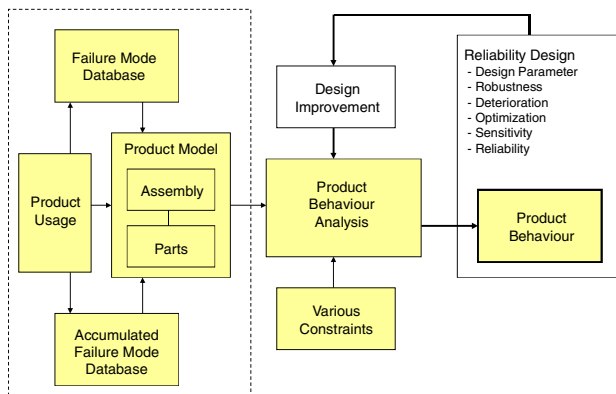 Failure Mode
Database
Product Model
Assembly
Parts
Product
Usage
Accumulated
Failure Mode
Database
Design
Improvement
Product
Behaviour
Analysis
Various
Constraints
Reliability Design
- Design Parameter
- Robustness
- Deterioration
- Optimization
- Sensitivity
- Reliability
Product
Behaviour